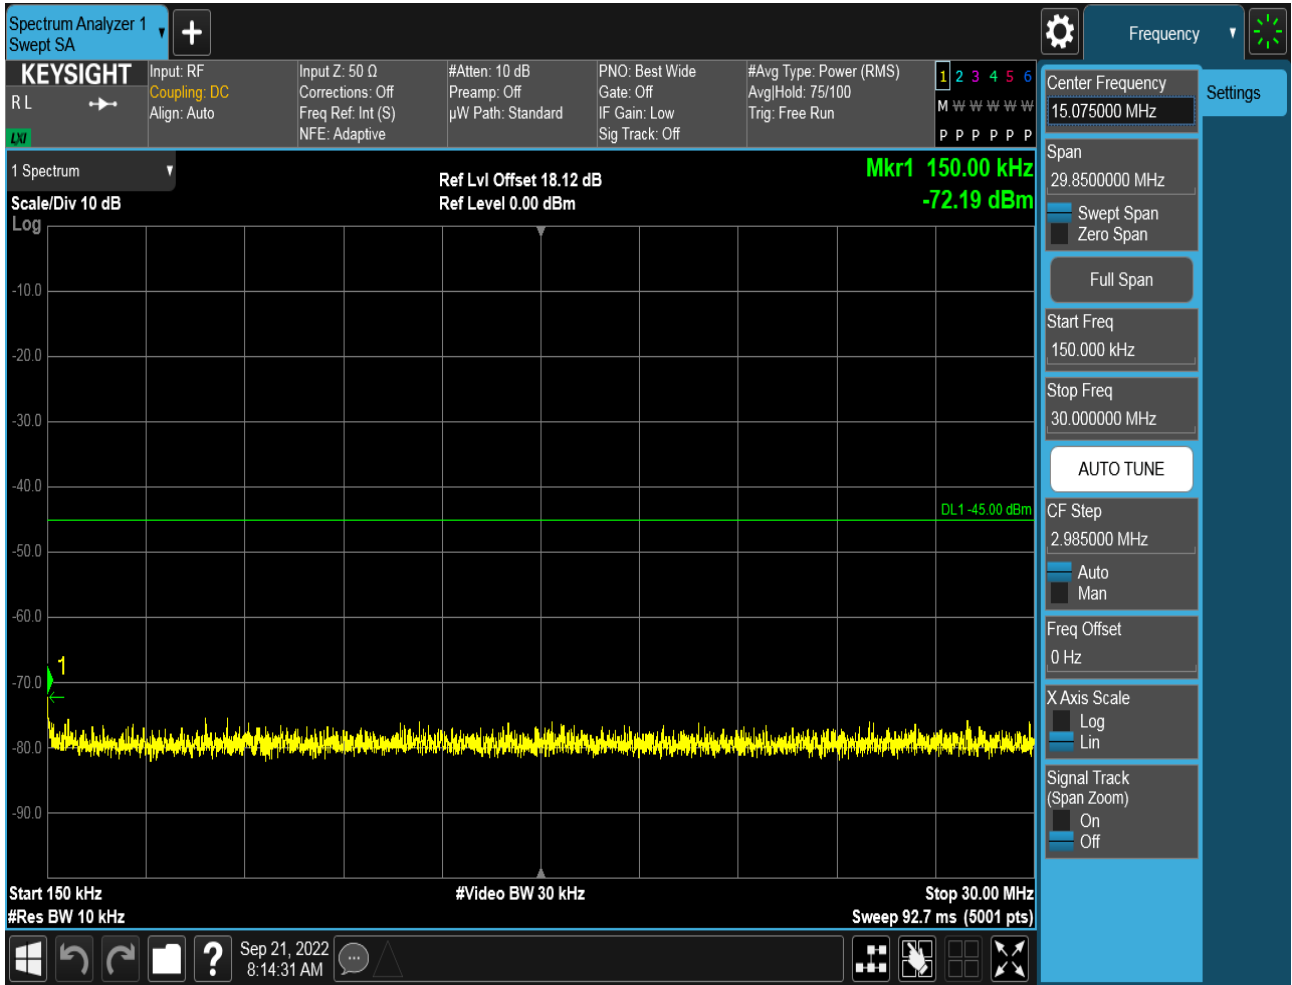 Spectrum Analyzer 1
Swept SA
Frequency
KEYSIGHT
R L
LXI
Input: RF
Coupling: DC
Align: Auto
Input Z: 50 Ω
Corrections: Off
Freq Ref: Int (S)
NFE: Adaptive
#Atten: 10 dB
Preamp: Off
µW Path: Standard
PNO: Best Wide
Gate: Off
IF Gain: Low
Sig Track: Off
#Avg Type: Power (RMS)
Avg|Hold: 75/100
Trig: Free Run
1 2 3 4 5 6
M W W W W W
P P P P P P
1 Spectrum
Scale/Div 10 dB
Log
Ref Lvl Offset 18.12 dB
Ref Level 0.00 dBm
Mkr1 150.00 kHz
-72.19 dBm
-10.0
-20.0
-30.0
-40.0
DL1 -45.00 dBm
-50.0
-60.0
1
-70.0
-80.0
-90.0
Start 150 kHz
#Res BW 10 kHz
#Video BW 30 kHz
Stop 30.00 MHz
Sweep 92.7 ms (5001 pts)
Center Frequency
15.075000 MHz
Settings
Span
29.8500000 MHz
Swept Span
Zero Span
Full Span
Start Freq
150.000 kHz
Stop Freq
30.000000 MHz
AUTO TUNE
CF Step
2.985000 MHz
Auto
Man
Freq Offset
0 Hz
X Axis Scale
Log
Lin
Signal Track
(Span Zoom)
On
Off
?
Sep 21, 2022
8:14:31 AM